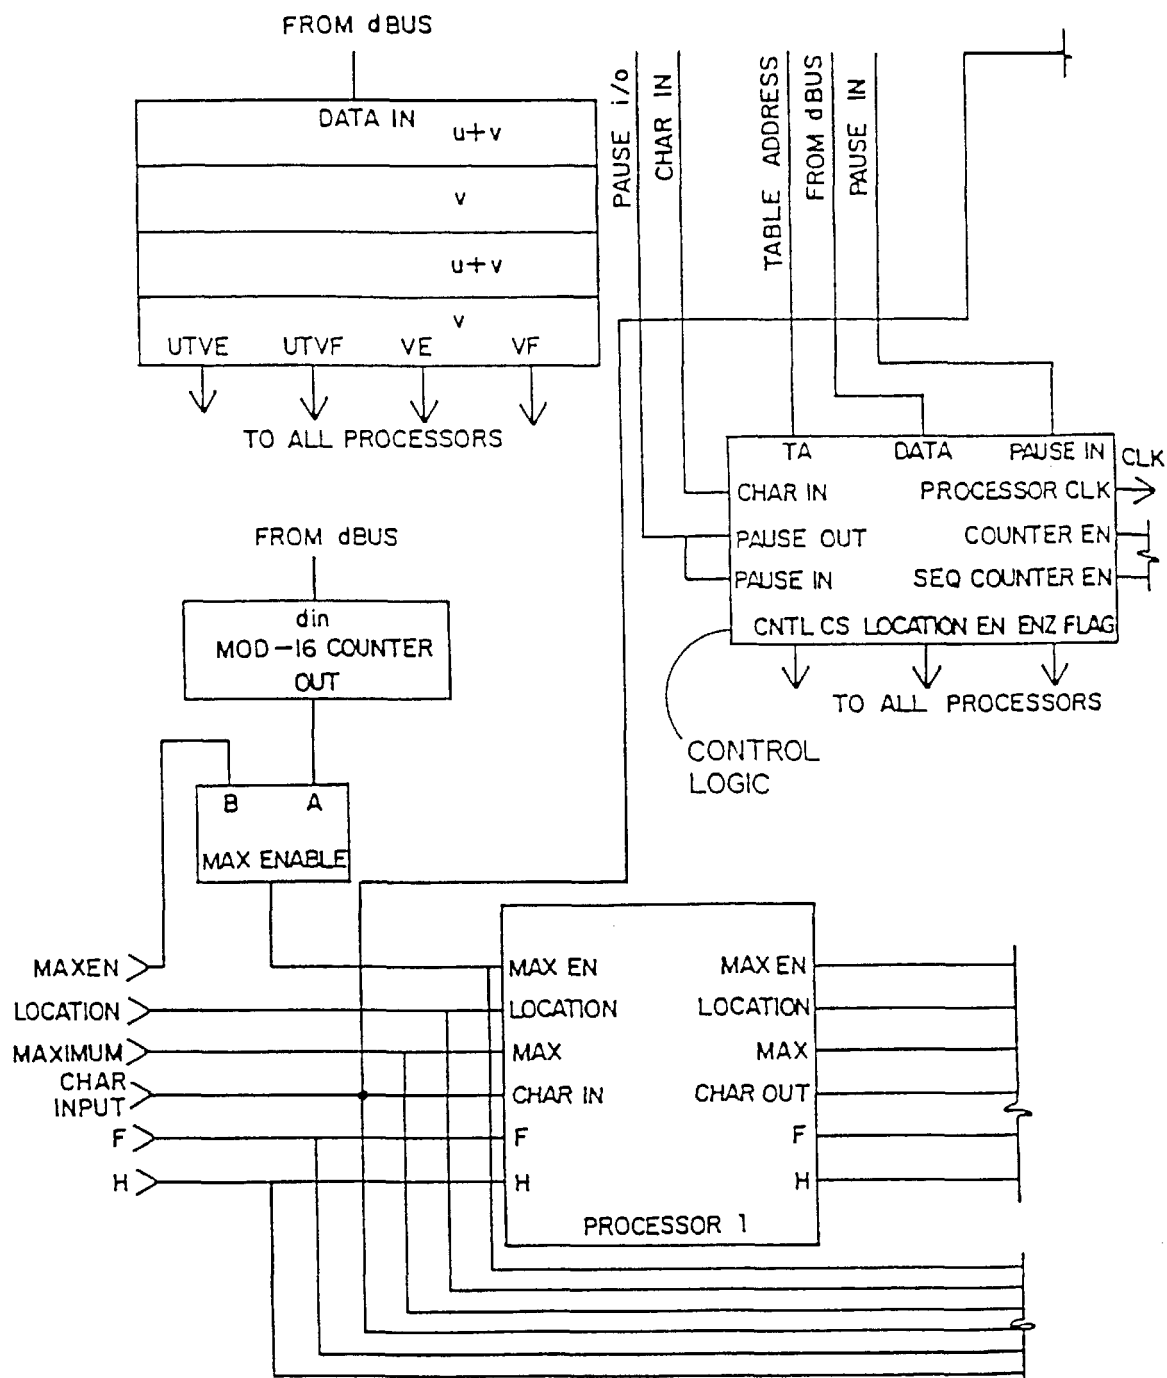 FROM dBUS
DATA IN
u+v
v
u+v
v
UTVE UTVF VE VF
TO ALL PROCESSORS
PAUSE i/o
CHAR IN
TABLE ADDRESS
FROM dBUS
PAUSE IN
TA DATA PAUSE IN
CLK
CHAR IN PROCESSOR CLK
PAUSE OUT COUNTER EN
PAUSE IN SEQ COUNTER EN
CNTL CS LOCATION EN ENZ FLAG
TO ALL PROCESSORS
CONTROL
LOGIC
FROM dBUS
din
MOD-16 COUNTER
OUT
B A
MAX ENABLE
MAXEN
LOCATION
MAXIMUM
CHAR
INPUT
F
H
MAX EN MAX EN
LOCATION LOCATION
MAX MAX
CHAR IN CHAR OUT
F F
H H
PROCESSOR 1